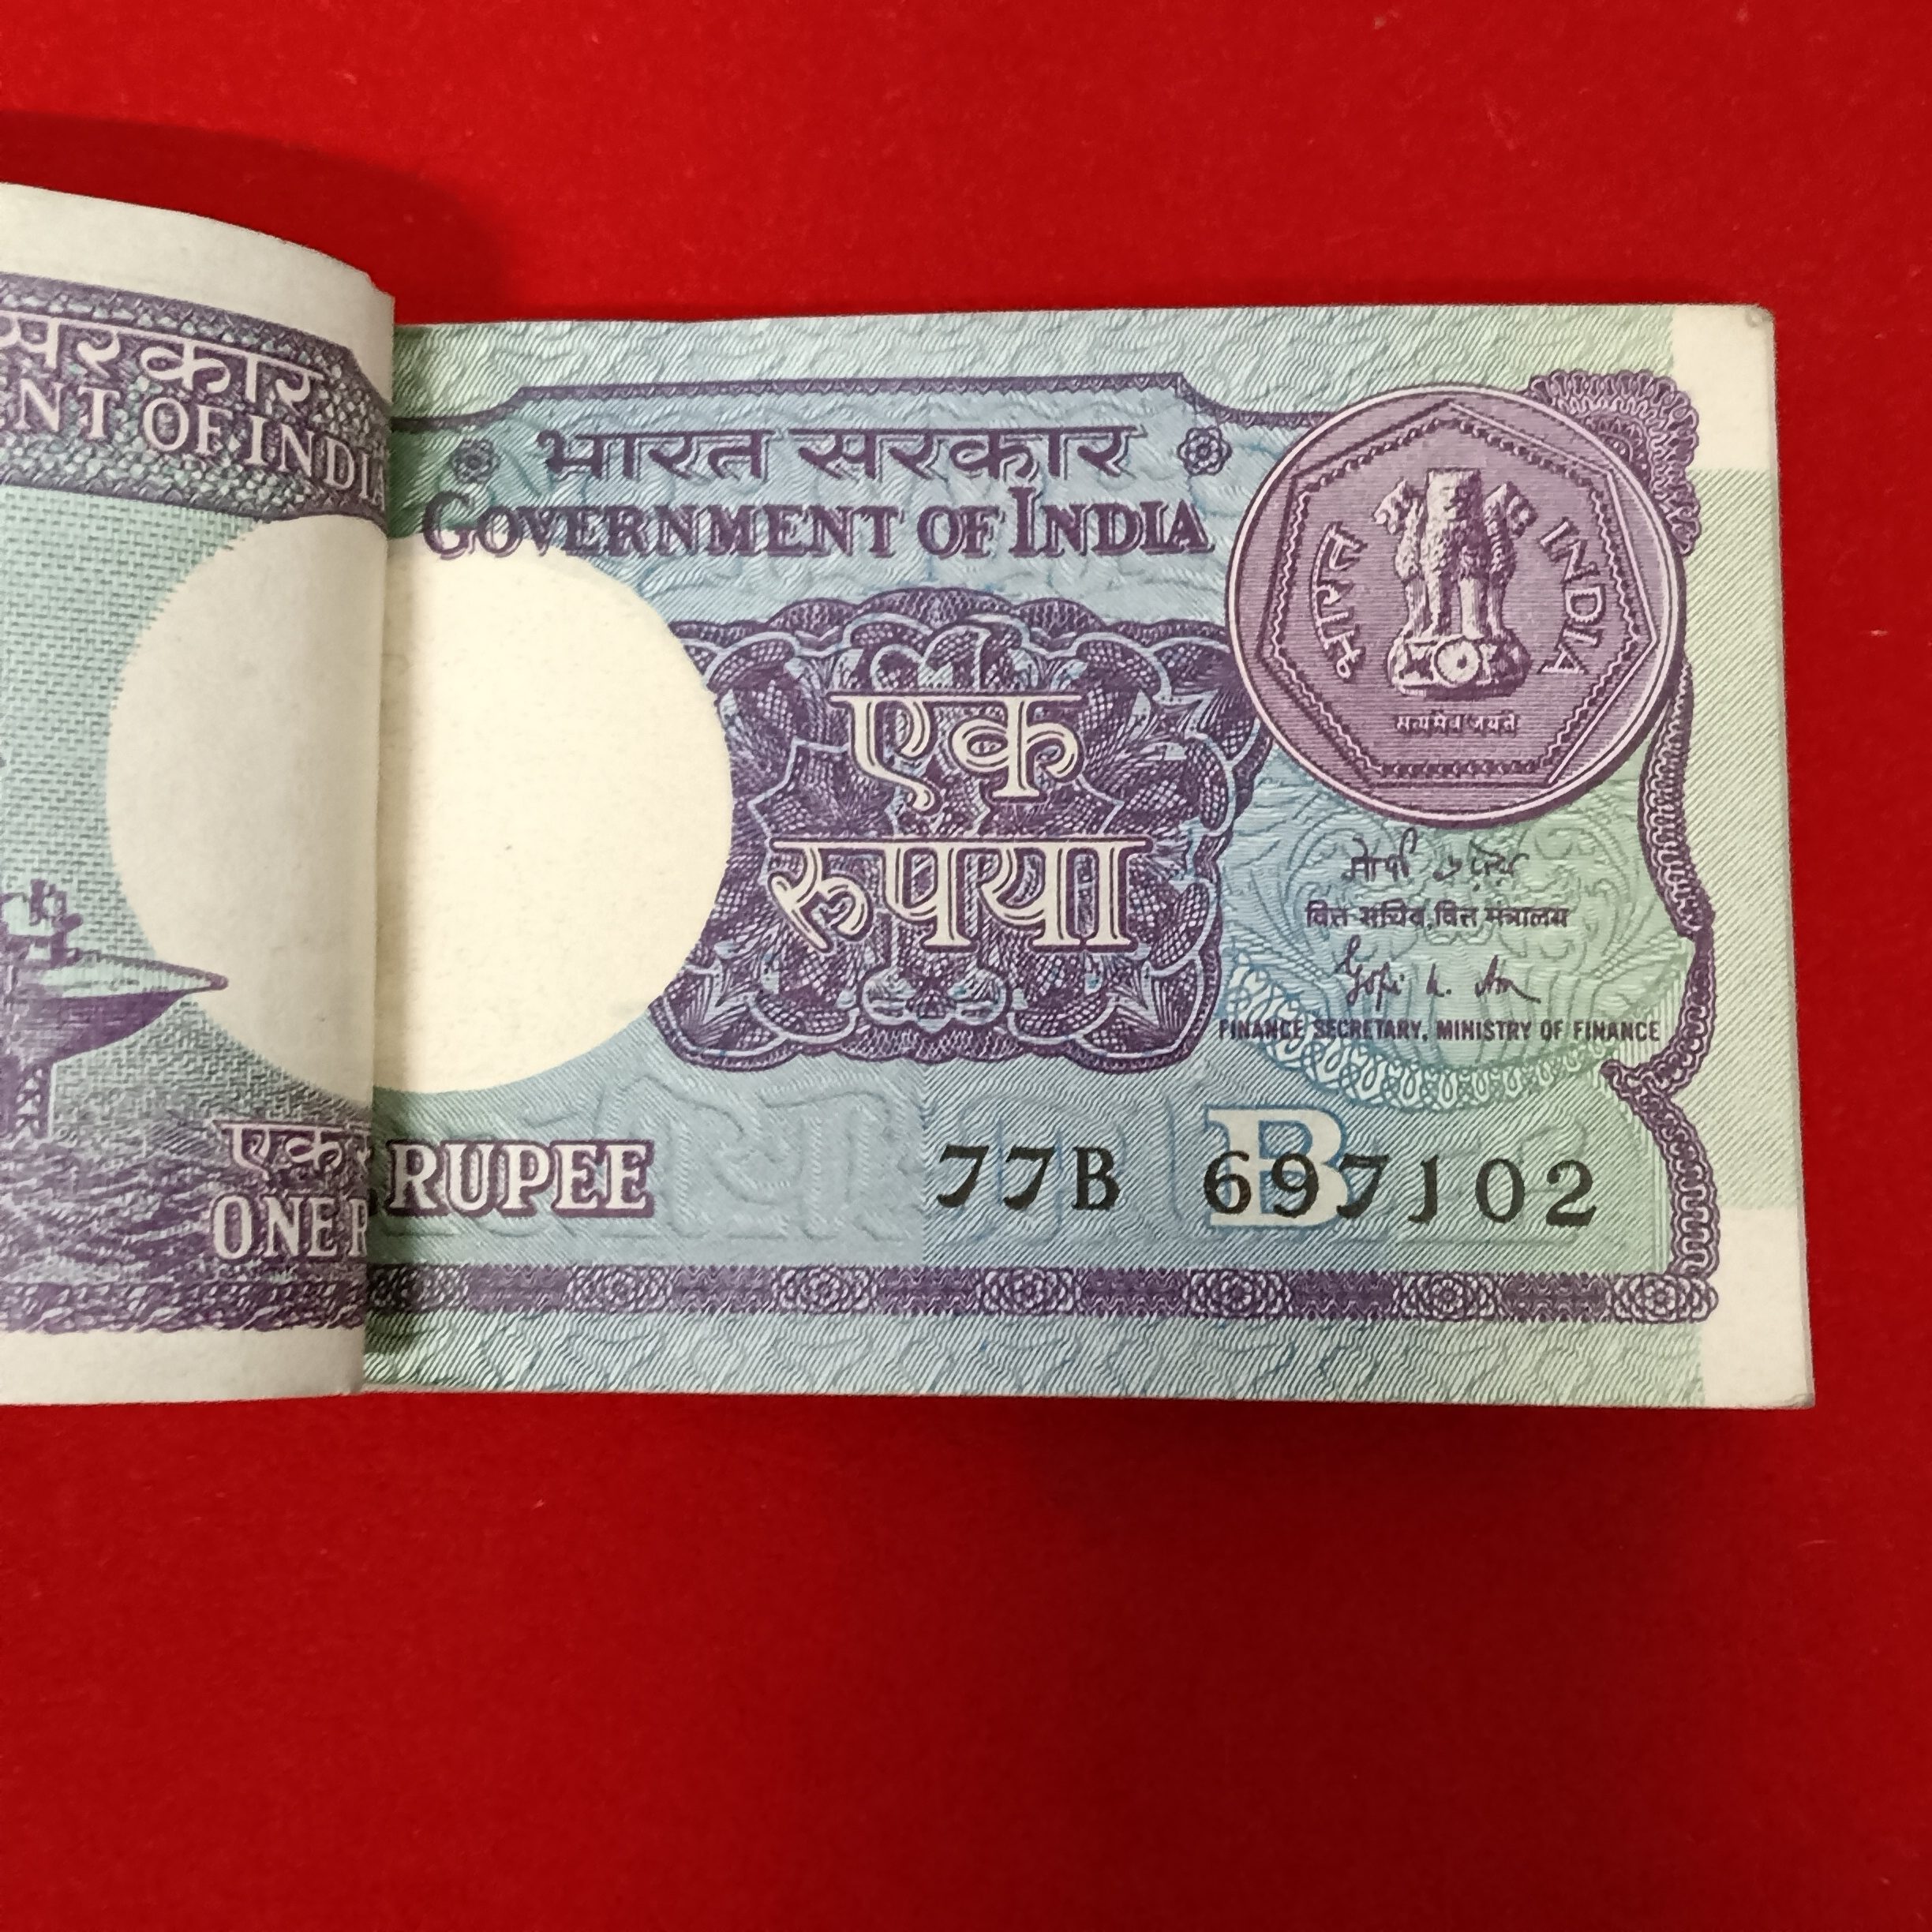 सरकार
NT OF INDIA
एक र
ONE R
भारत सरकार
GOVERNMENT OF INDIA
भारत
INDIA
सत्यमेव जयते
एक
रुपया
वित्त सचिव, वित्त मंत्रालय
FINANCE SECRETARY, MINISTRY OF FINANCE
RUPEE
77B 697102
B